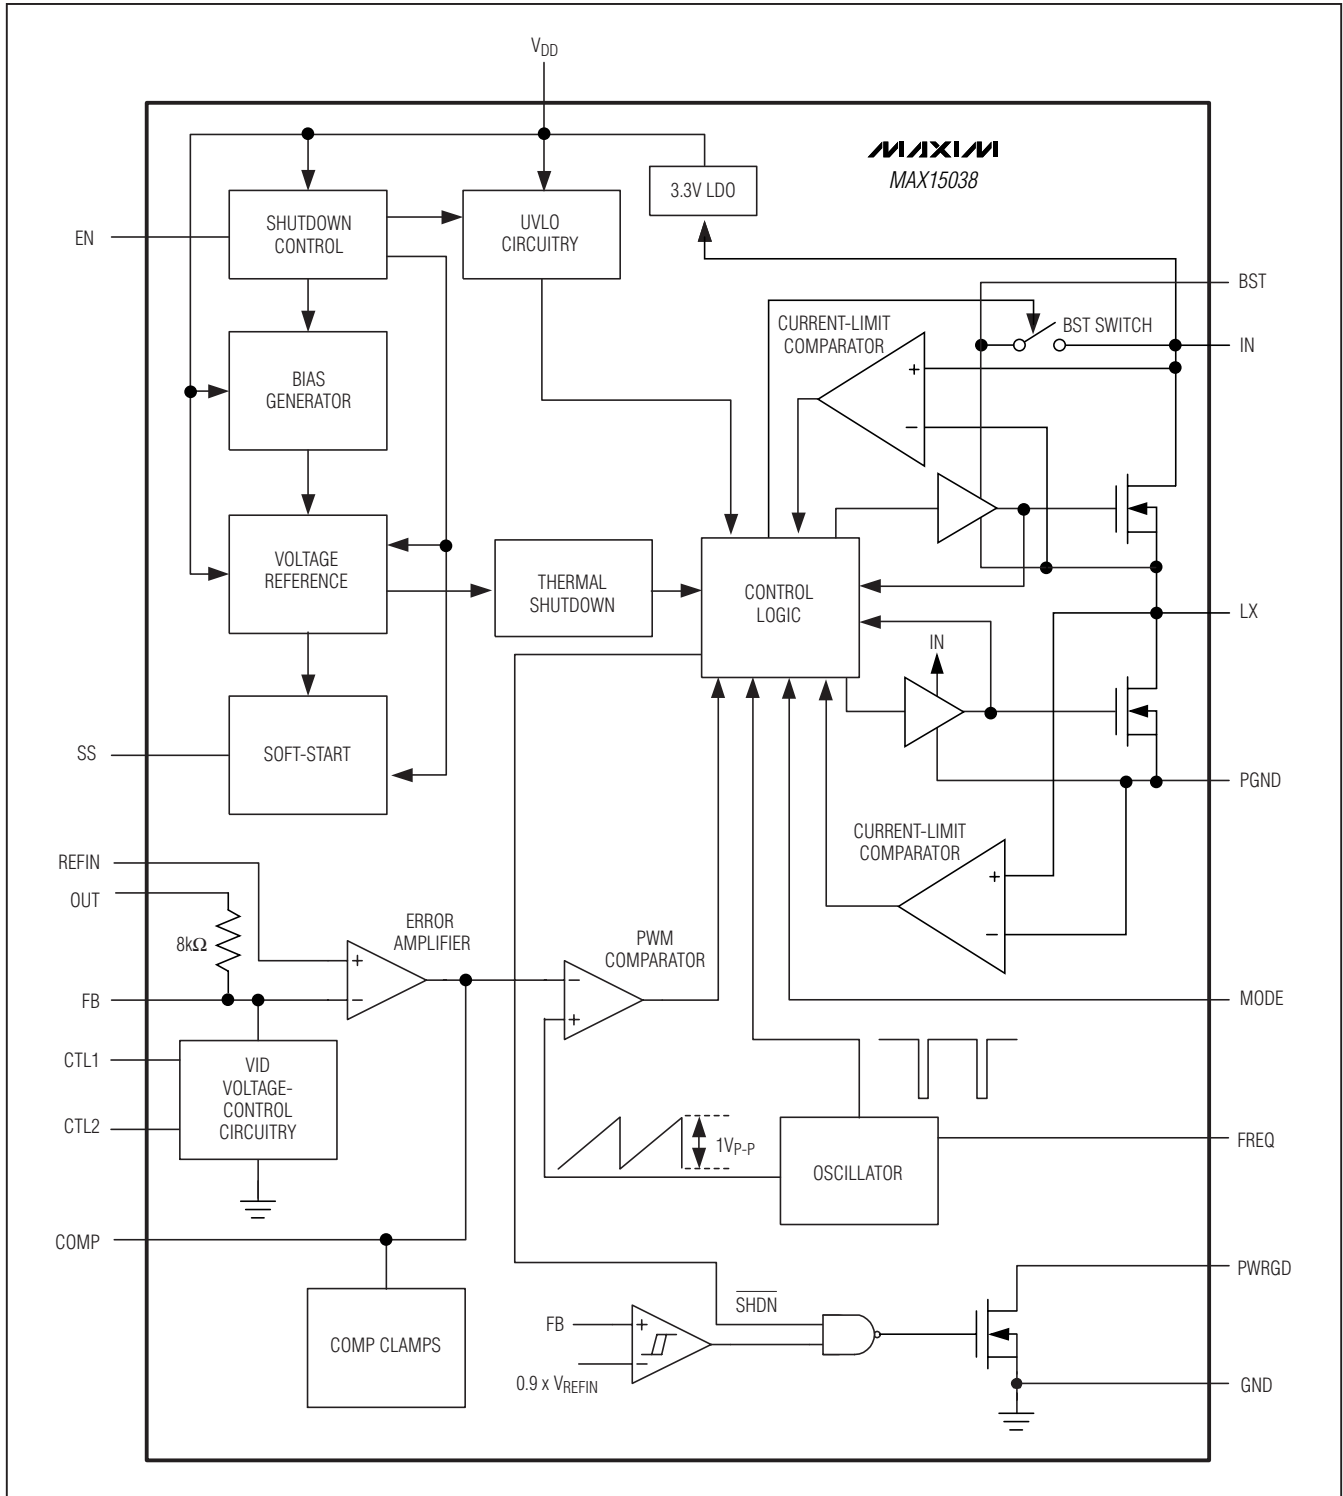 VDD
MAXIM
MAX15038
3.3V LDO
SHUTDOWN
CONTROL
UVLO
CIRCUITRY
EN
BST
CURRENT-LIMIT
COMPARATOR
BST SWITCH
IN
+
−
BIAS
GENERATOR
VOLTAGE
REFERENCE
THERMAL
SHUTDOWN
CONTROL
LOGIC
LX
IN
SOFT-START
SS
PGND
CURRENT-LIMIT
COMPARATOR
+
−
REFIN
OUT
8kΩ
ERROR
AMPLIFIER
+
−
FB
PWM
COMPARATOR
−
+
MODE
CTL1
CTL2
VID
VOLTAGE-
CONTROL
CIRCUITRY
1VP-P
OSCILLATOR
FREQ
COMP
COMP CLAMPS
SHDN
FB
+
−
0.9 x VREFIN
PWRGD
GND